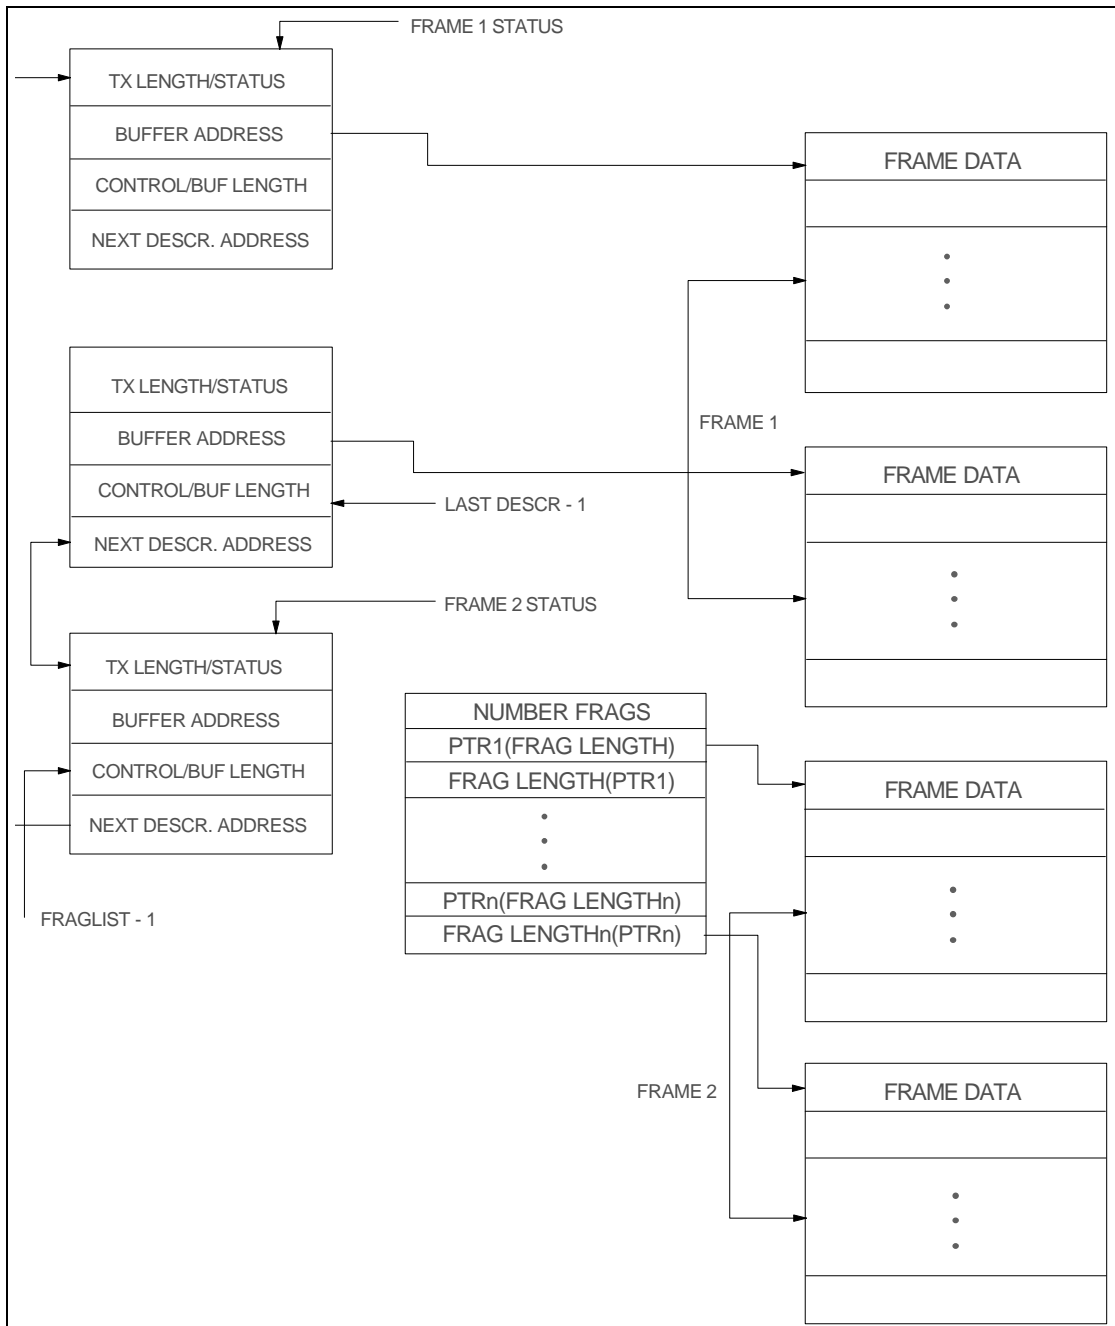 FRAME 1 STATUS
TX LENGTH/STATUS
BUFFER ADDRESS
CONTROL/BUF LENGTH
NEXT DESCR. ADDRESS
FRAME DATA
TX LENGTH/STATUS
BUFFER ADDRESS
CONTROL/BUF LENGTH
NEXT DESCR. ADDRESS
FRAME 1
LAST DESCR - 1
FRAME DATA
FRAME 2 STATUS
TX LENGTH/STATUS
BUFFER ADDRESS
CONTROL/BUF LENGTH
NEXT DESCR. ADDRESS
FRAGLIST - 1
NUMBER FRAGS
PTR1(FRAG LENGTH)
FRAG LENGTH(PTR1)
PTRn(FRAG LENGTHn)
FRAG LENGTHn(PTRn)
FRAME DATA
FRAME 2
FRAME DATA